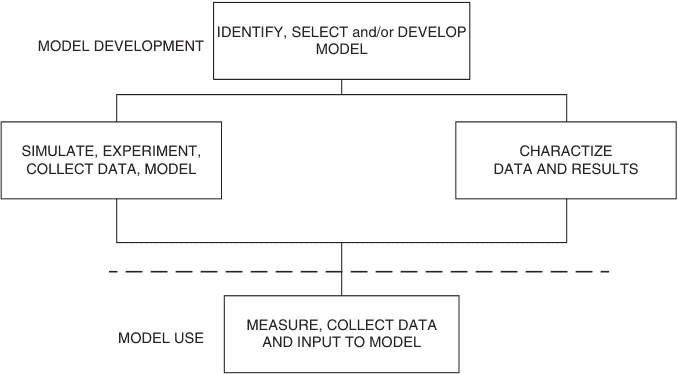 IDENTIFY, SELECT and/or DEVELOP
MODEL
MODEL DEVELOPMENT
SIMULATE, EXPERIMENT,
COLLECT DATA, MODEL
CHARACTIZE
DATA AND RESULTS
MEASURE, COLLECT DATA
AND INPUT TO MODEL
MODEL USE